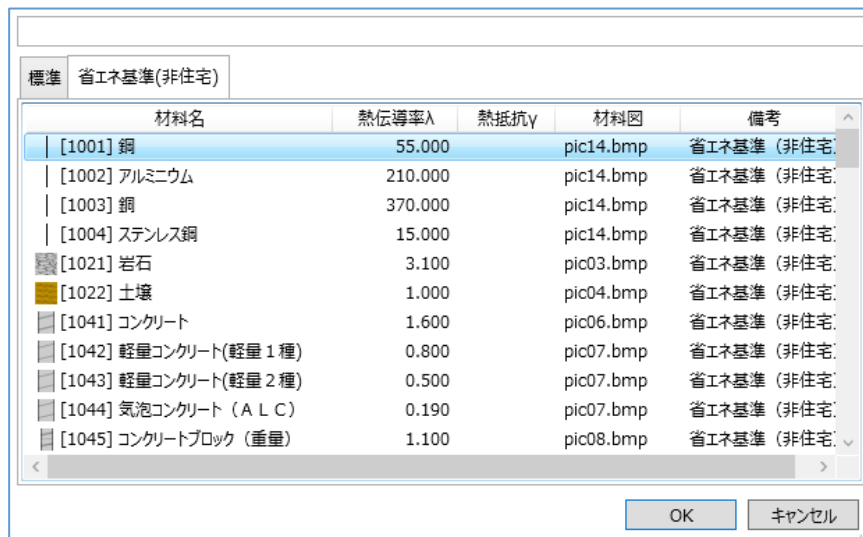 標準 省エネ基準(非住宅)
材料名 熱伝導率λ 熱抵抗γ 材料図 備考
[1001] 鋼 55.000 pic14.bmp 省エネ基準（非住宅
[1002] アルミニウム 210.000 pic14.bmp 省エネ基準（非住宅
[1003] 銅 370.000 pic14.bmp 省エネ基準（非住宅
[1004] ステンレス鋼 15.000 pic14.bmp 省エネ基準（非住宅
[1021] 岩石 3.100 pic03.bmp 省エネ基準（非住宅
[1022] 土壌 1.000 pic04.bmp 省エネ基準（非住宅
[1041] コンクリート 1.600 pic06.bmp 省エネ基準（非住宅
[1042] 軽量コンクリート(軽量１種) 0.800 pic07.bmp 省エネ基準（非住宅
[1043] 軽量コンクリート(軽量２種) 0.500 pic07.bmp 省エネ基準（非住宅
[1044] 気泡コンクリート（ＡＬＣ） 0.190 pic07.bmp 省エネ基準（非住宅
[1045] コンクリートブロック（重量） 1.100 pic08.bmp 省エネ基準（非住宅
OK キャンセル